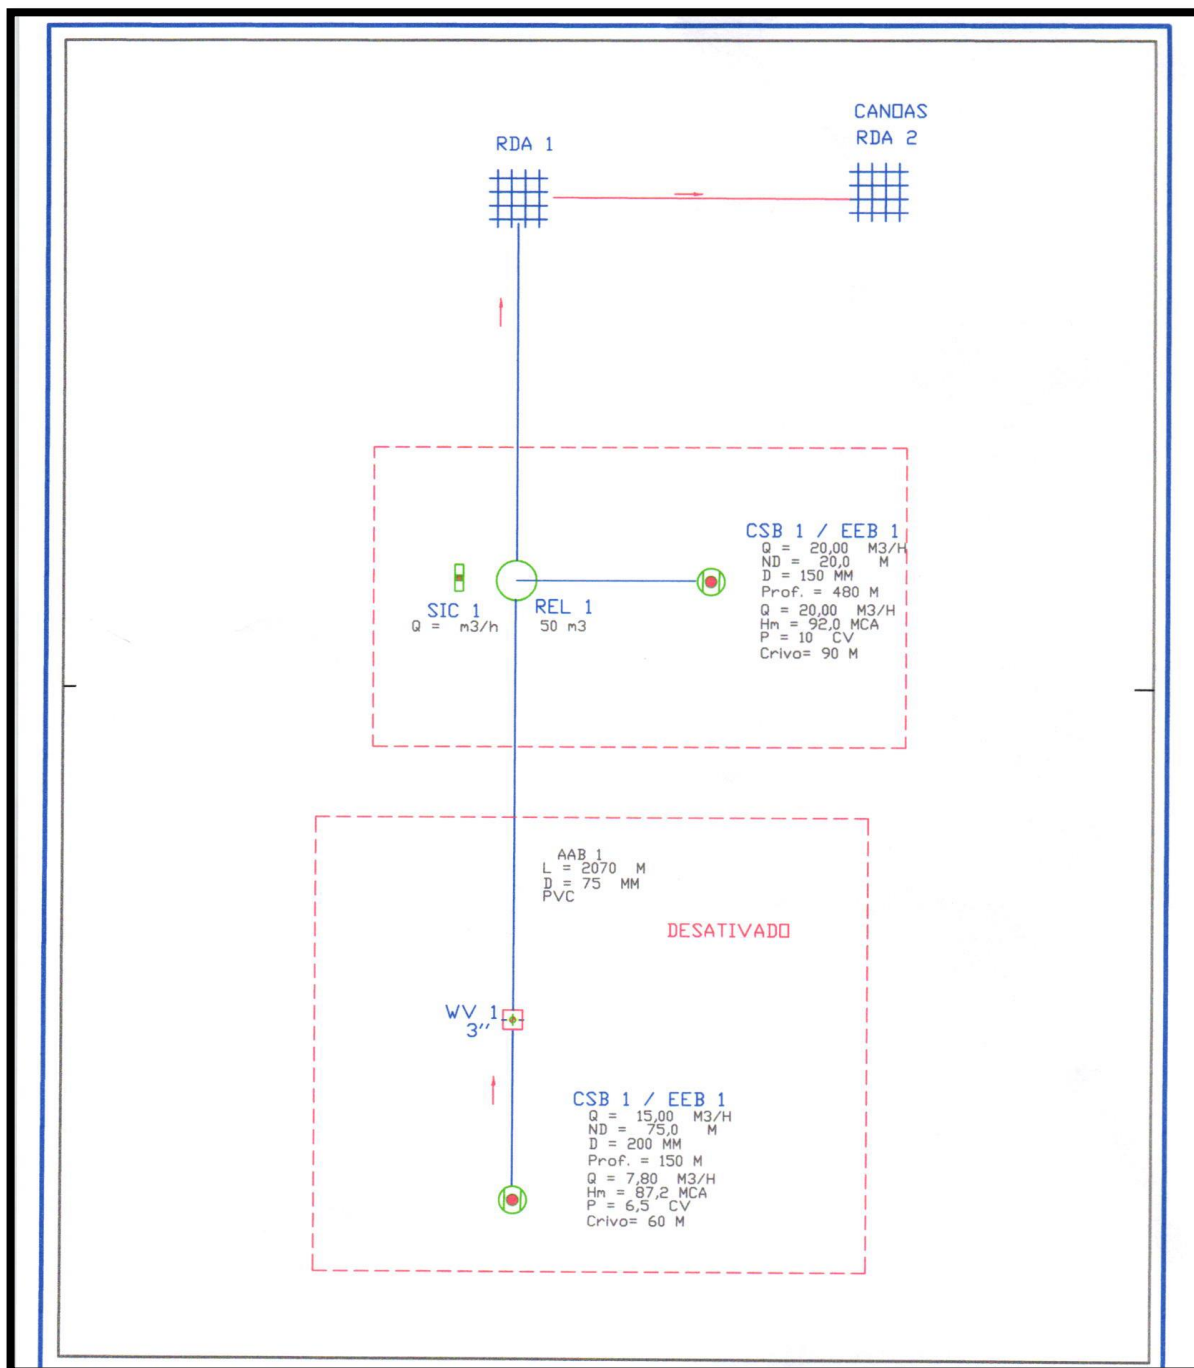 CANOAS
RDA 2
RDA 1
CSB 1 / EEB 1
Q = 20,00 M3/H
ND = 20,0 M
D = 150 MM
Prof. = 480 M
Q = 20,00 M3/H
Hm = 92,0 MCA
P = 10 CV
Crivo= 90 M
SIC 1
Q = m3/h
REL 1
50 m3
AAB 1
L = 2070 M
D = 75 MM
PVC
DESATIVADO
WV 1
3''
CSB 1 / EEB 1
Q = 15,00 M3/H
ND = 75,0 M
D = 200 MM
Prof. = 150 M
Q = 7,80 M3/H
Hm = 87,2 MCA
P = 6,5 CV
Crivo= 60 M